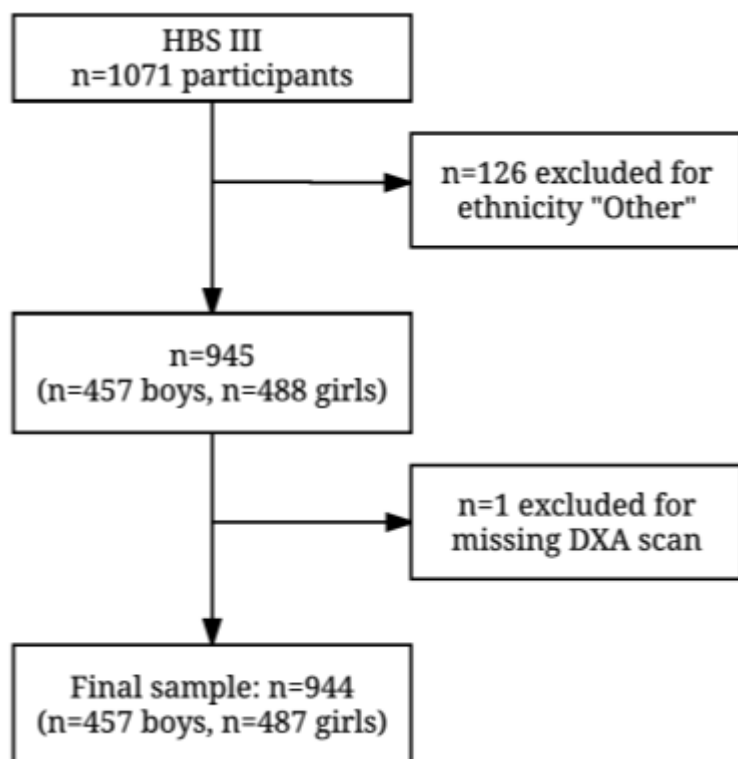 HBS III
n=1071 participants
n=126 excluded for
ethnicity "Other"
n=945
(n=457 boys, n=488 girls)
n=1 excluded for
missing DXA scan
Final sample: n=944
(n=457 boys, n=487 girls)